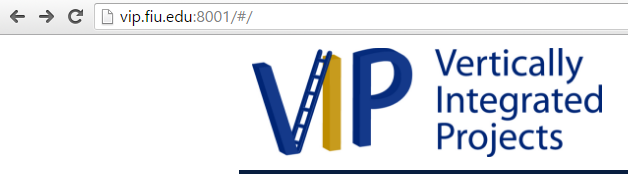 vip.fiu.edu:8001/#/
VIP
Vertically
Integrated
Projects